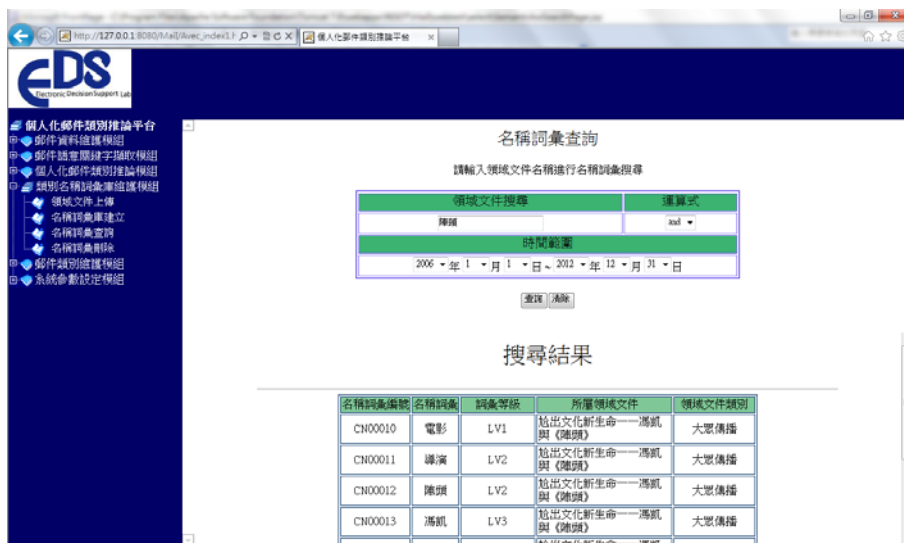 http://127.0.0.1:8080/Mail/Avec_index1.h
個人化郵件類別推論平台
EDS
Electronic Decision Support Lab
個人化郵件類別推論平台
郵件資料維護模組
郵件語意關鍵字擷取模組
個人化郵件類別推論模組
類別名稱詞彙庫維護模組
領域文件上傳
名稱詞彙庫建立
名稱詞彙查詢
名稱詞彙刪除
郵件類別維護模組
系統參數設定模組
名稱詞彙查詢
請輸入領域文件名稱進行名稱詞彙搜尋
領域文件搜尋 運算式
陣頭 and
時間範圍
2006 年 1 月 1 日 ~ 2012 年 12 月 31 日
查詢 清除
搜尋結果
名稱詞彙編號 名稱詞彙 詞彙等級 所屬領域文件 領域文件類別
CN00010 電影 LV1 尬出文化新生命——馮凱與《陣頭》 大眾傳播
CN00011 導演 LV2 尬出文化新生命——馮凱與《陣頭》 大眾傳播
CN00012 陣頭 LV2 尬出文化新生命——馮凱與《陣頭》 大眾傳播
CN00013 馮凱 LV3 尬出文化新生命——馮凱與《陣頭》 大眾傳播